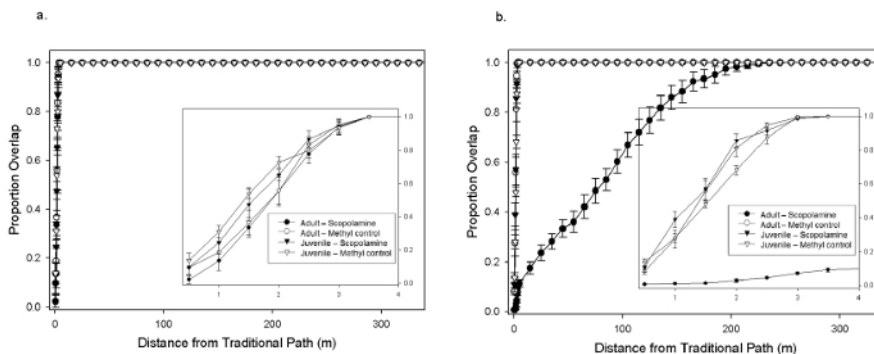 a.
b.
1.0
0.8
0.6
0.4
0.2
0.0
Proportion Overlap
0
100
200
300
Distance from Traditional Path (m)
1
2
3
4
1.0
0.8
0.6
0.4
0.2
0.0
Adult – Scopolamine
Adult – Methyl control
Juvenile – Scopolamine
Juvenile – Methyl control
1.0
0.8
0.6
0.4
0.2
0.0
Proportion Overlap
0
100
200
300
Distance from Traditional Path (m)
1
2
3
4
1.0
0.8
0.6
0.4
0.2
0.0
Adult – Scopolamine
Adult – Methyl control
Juvenile – Scopolamine
Juvenile – Methyl control